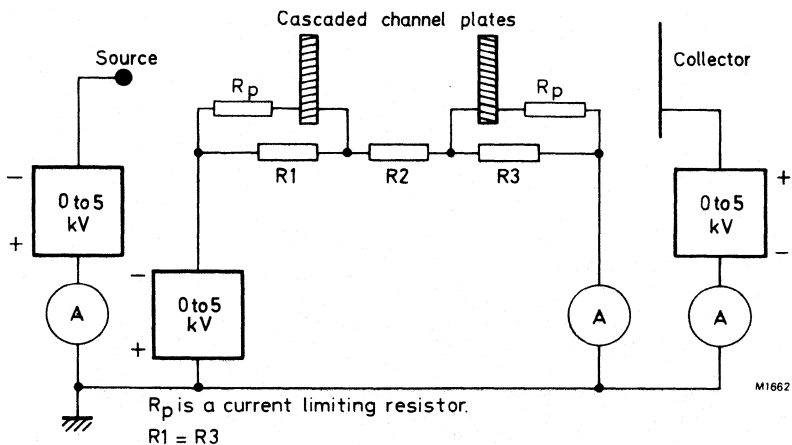 Cascaded channel plates
Source
Collector
Rp
Rp
R1
R2
R3
−
0 to 5
kV
+
A
−
0 to 5
kV
+
A
+
0 to 5
kV
−
A
M1662
Rp is a current limiting resistor.
R1 = R3